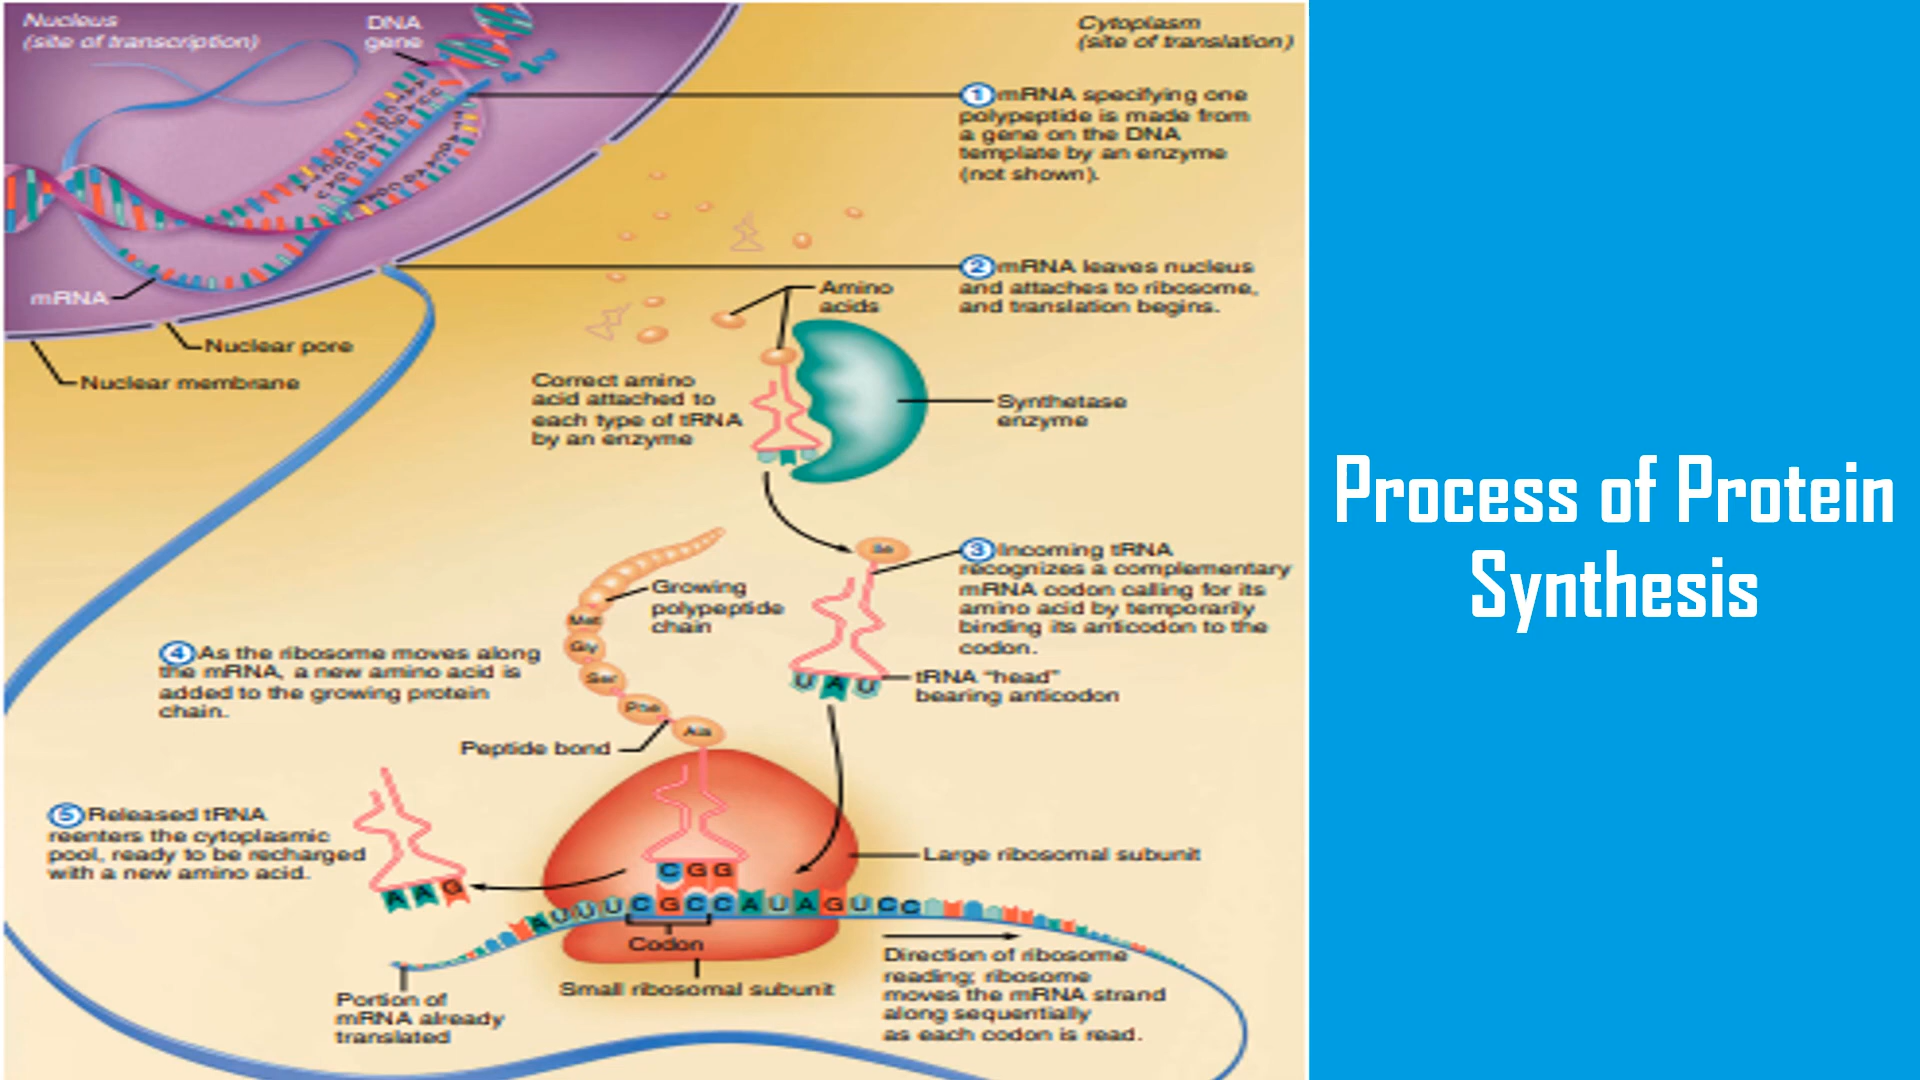 Nucleus
(site of transcription)
DNA
gene
Cytoplasm
(site of translation)
1 mRNA specifying one
polypeptide is made from
a gene on the DNA
template by an enzyme
(not shown).
mRNA
Nuclear pore
Nuclear membrane
2 mRNA leaves nucleus
and attaches to ribosome,
and translation begins.
Amino
acids
Correct amino
acid attached to
each type of tRNA
by an enzyme
Synthetase
enzyme
Process of Protein
Synthesis
Ile
3 Incoming tRNA
recognizes a complementary
mRNA codon calling for its
amino acid by temporarily
binding its anticodon to the
codon.
Growing
polypeptide
chain
Met
Gly
Ser
Phe
Ala
4 As the ribosome moves along
the mRNA, a new amino acid is
added to the growing protein
chain.
U A U
tRNA “head”
bearing anticodon
Peptide bond
5 Released tRNA
reenters the cytoplasmic
pool, ready to be recharged
with a new amino acid.
Large ribosomal subunit
C G G
A A G
A U U U C G C C A U A G U C C
Codon
Small ribosomal subunit
Direction of ribosome
reading; ribosome
moves the mRNA strand
along sequentially
as each codon is read.
Portion of
mRNA already
translated